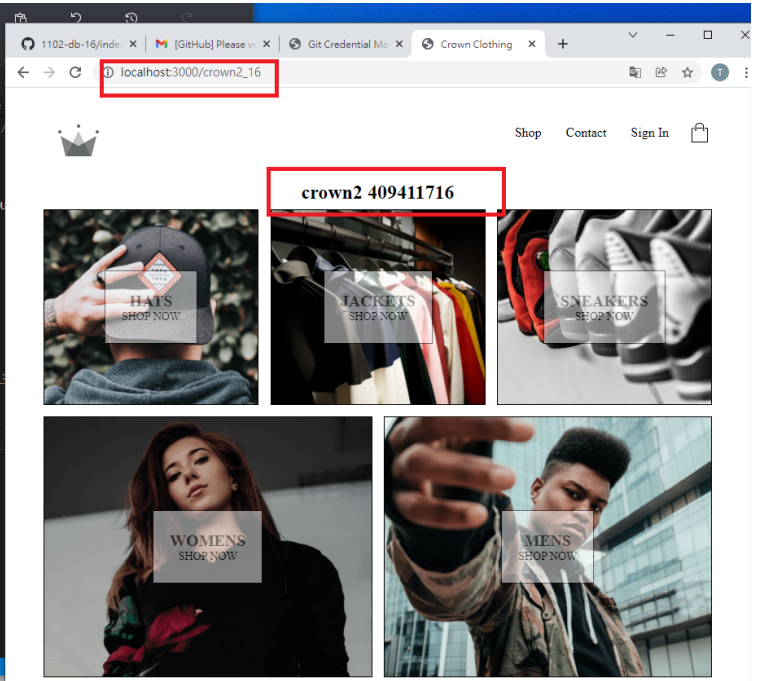 1102-db-16/inde
[GitHub] Please ve
Git Credential Ma
Crown Clothing
localhost:3000/crown2_16
T
Shop
Contact
Sign In
crown2 409411716
HATS
SHOP NOW
JACKETS
SHOP NOW
SNEAKERS
SHOP NOW
WOMENS
SHOP NOW
MENS
SHOP NOW